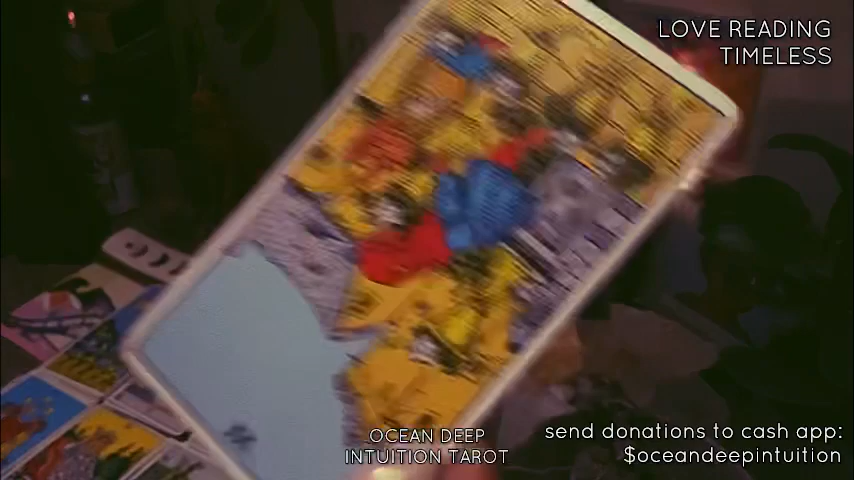 LOVE READING
TIMELESS
OCEAN DEEP
INTUITION TAROT
send donations to cash app:
$oceandeepintuition